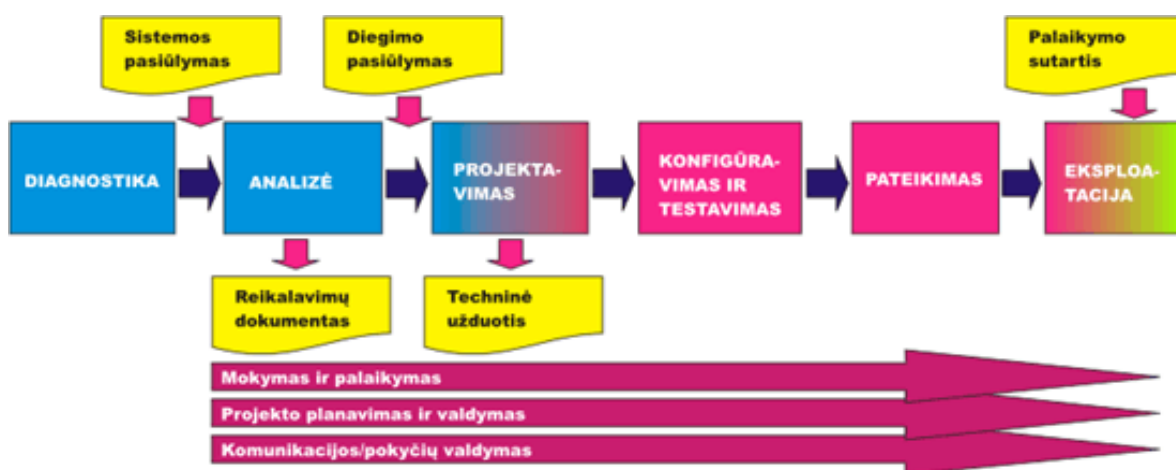 Sistemos
pasiūlymas
Diegimo
pasiūlymas
Palaikymo
sutartis
DIAGNOSTIKA
ANALIZĖ
PROJEKTA-
VIMAS
KONFIGŪRA-
VIMAS IR
TESTAVIMAS
PATEIKIMAS
EKSPLOA-
TACIJA
Reikalavimų
dokumentas
Techninė
užduotis
Mokymas ir palaikymas
Projekto planavimas ir valdymas
Komunikacijos/pokyčių valdymas